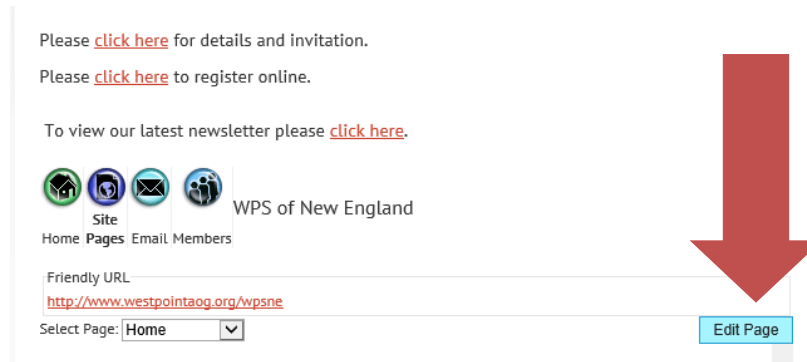 Please click here for details and invitation.
Please click here to register online.
To view our latest newsletter please click here.
WPS of New England
Site
Home Pages Email Members
Friendly URL
http://www.westpointaog.org/wpsne
Select Page: Home Edit Page